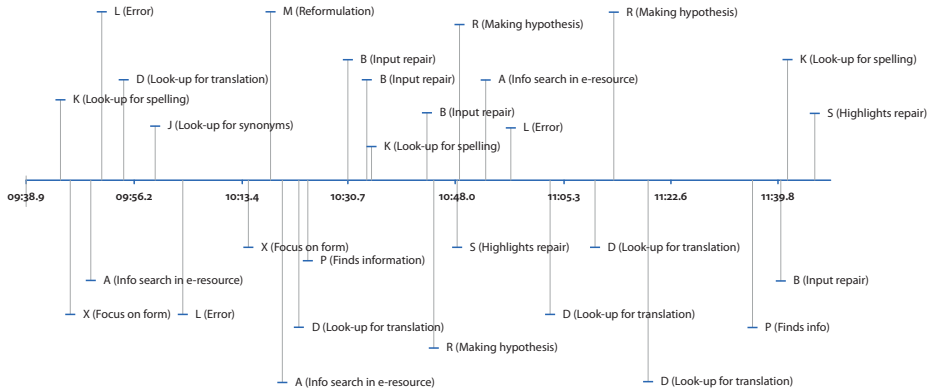 L (Error)
M (Reformulation)
R (Making hypothesis)
R (Making hypothesis)
B (Input repair)
K (Look-up for spelling)
D (Look-up for translation)
B (Input repair)
A (Info search in e-resource)
K (Look-up for spelling)
B (Input repair)
S (Highlights repair)
J (Look-up for synonyms)
L (Error)
K (Look-up for spelling)
09:38.9 09:56.2 10:13.4 10:30.7 10:48.0 11:05.3 11:22.6 11:39.8
X (Focus on form)
S (Highlights repair)
D (Look-up for translation)
P (Finds information)
A (Info search in e-resource)
B (Input repair)
X (Focus on form)
L (Error)
D (Look-up for translation)
D (Look-up for translation)
P (Finds info)
R (Making hypothesis)
A (Info search in e-resource)
D (Look-up for translation)